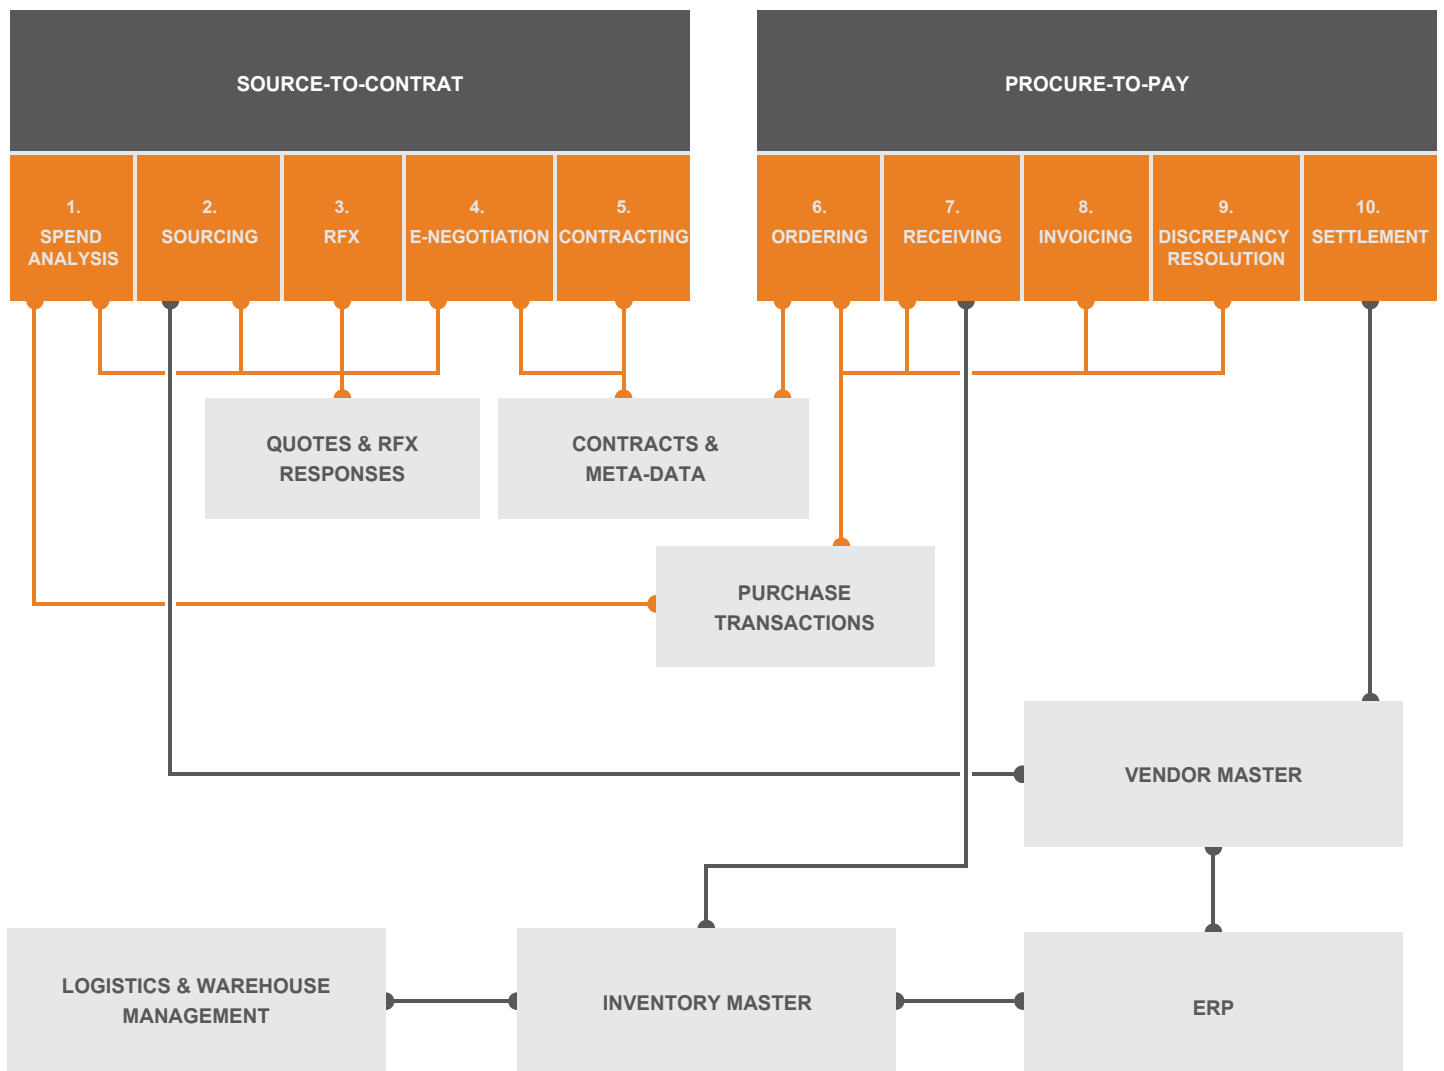 SOURCE-TO-CONTRAT
PROCURE-TO-PAY
1.
SPEND
ANALYSIS
2.
SOURCING
3.
RFX
4.
E-NEGOTIATION
5.
CONTRACTING
6.
ORDERING
7.
RECEIVING
8.
INVOICING
9.
DISCREPANCY
RESOLUTION
10.
SETTLEMENT
QUOTES & RFX
RESPONSES
CONTRACTS &
META-DATA
PURCHASE
TRANSACTIONS
VENDOR MASTER
LOGISTICS & WAREHOUSE
MANAGEMENT
INVENTORY MASTER
ERP